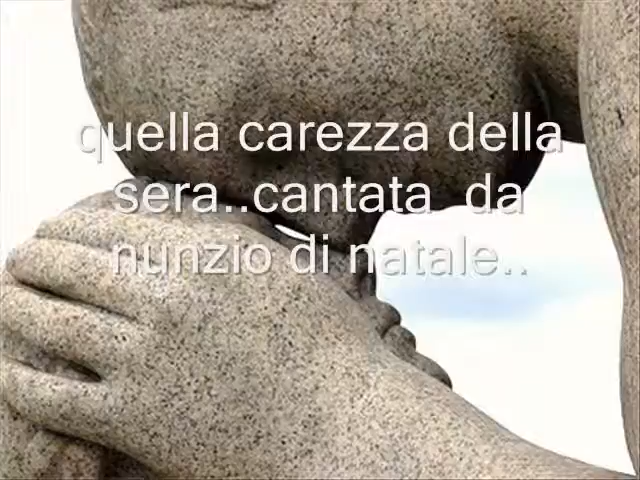 quella carezza della
sera..cantata da
nunzio di natale..